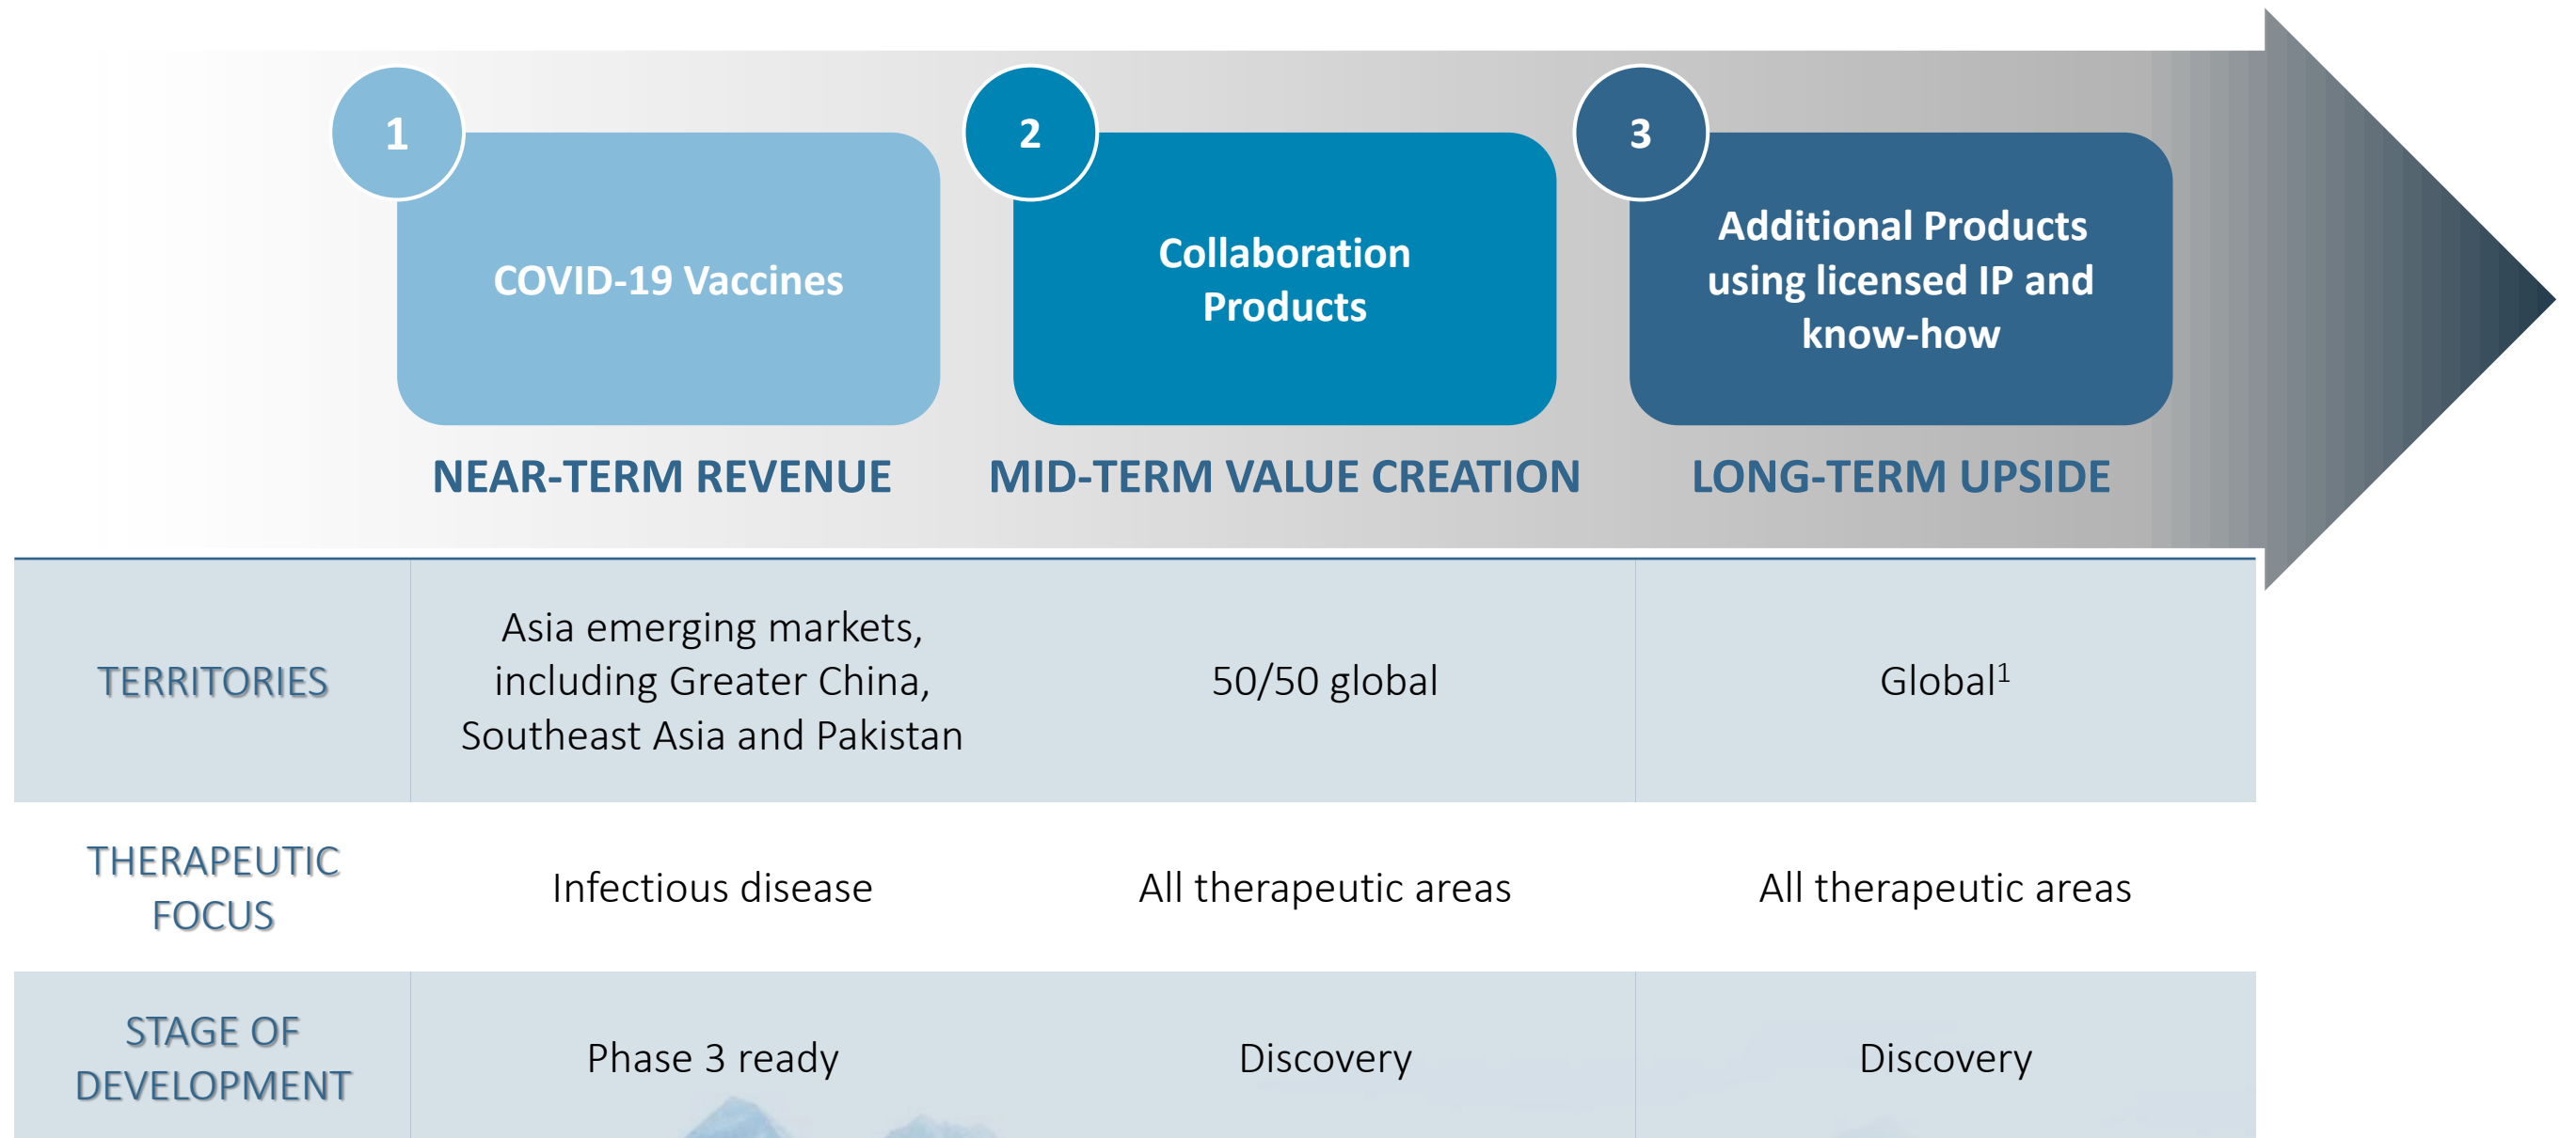 1
COVID-19 Vaccines
NEAR-TERM REVENUE
2
Collaboration
Products
MID-TERM VALUE CREATION
3
Additional Products
using licensed IP and
know-how
LONG-TERM UPSIDE
TERRITORIES
Asia emerging markets,
including Greater China,
Southeast Asia and Pakistan
50/50 global
Global¹
THERAPEUTIC
FOCUS
Infectious disease
All therapeutic areas
All therapeutic areas
STAGE OF
DEVELOPMENT
Phase 3 ready
Discovery
Discovery